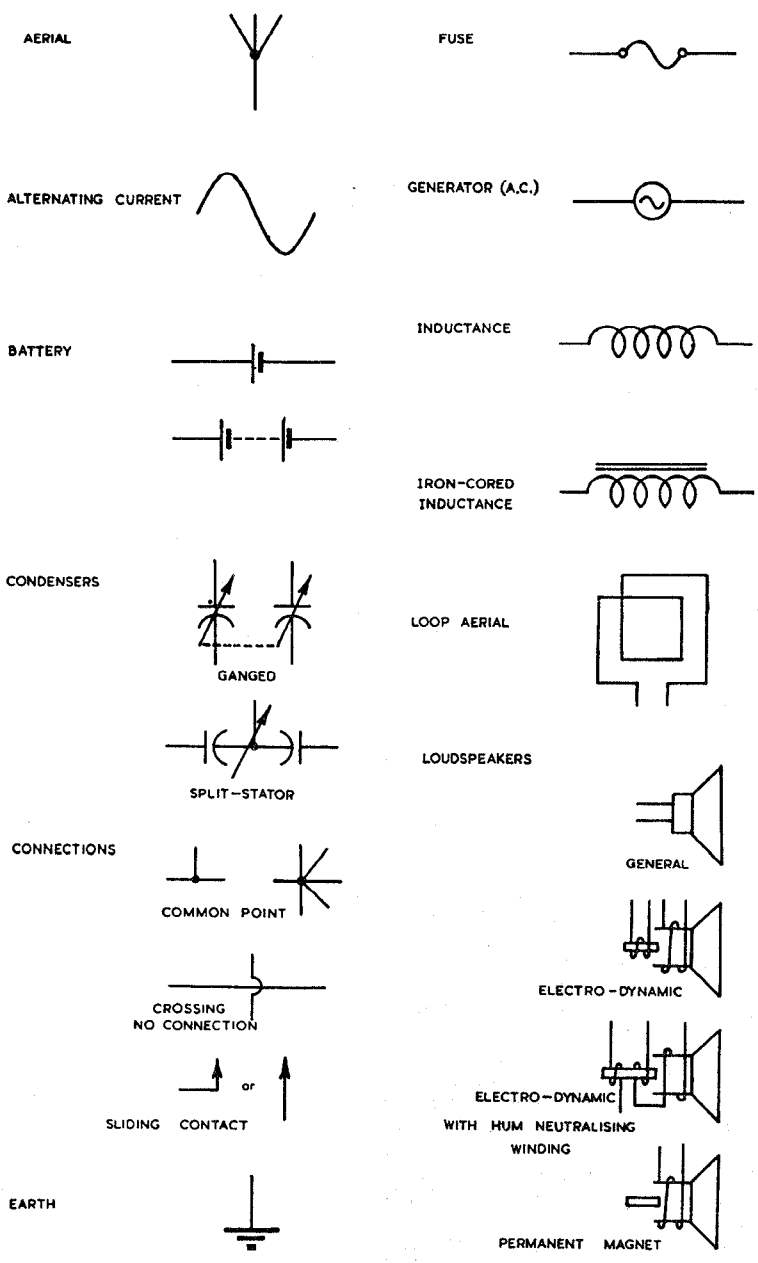 AERIAL
ALTERNATING CURRENT
BATTERY
CONDENSERS
GANGED
SPLIT-STATOR
CONNECTIONS
COMMON POINT
CROSSING
NO CONNECTION
or
SLIDING CONTACT
EARTH
FUSE
GENERATOR (A.C.)
INDUCTANCE
IRON-CORED
INDUCTANCE
LOOP AERIAL
LOUDSPEAKERS
GENERAL
ELECTRO-DYNAMIC
ELECTRO-DYNAMIC
WITH HUM NEUTRALISING
WINDING
PERMANENT MAGNET